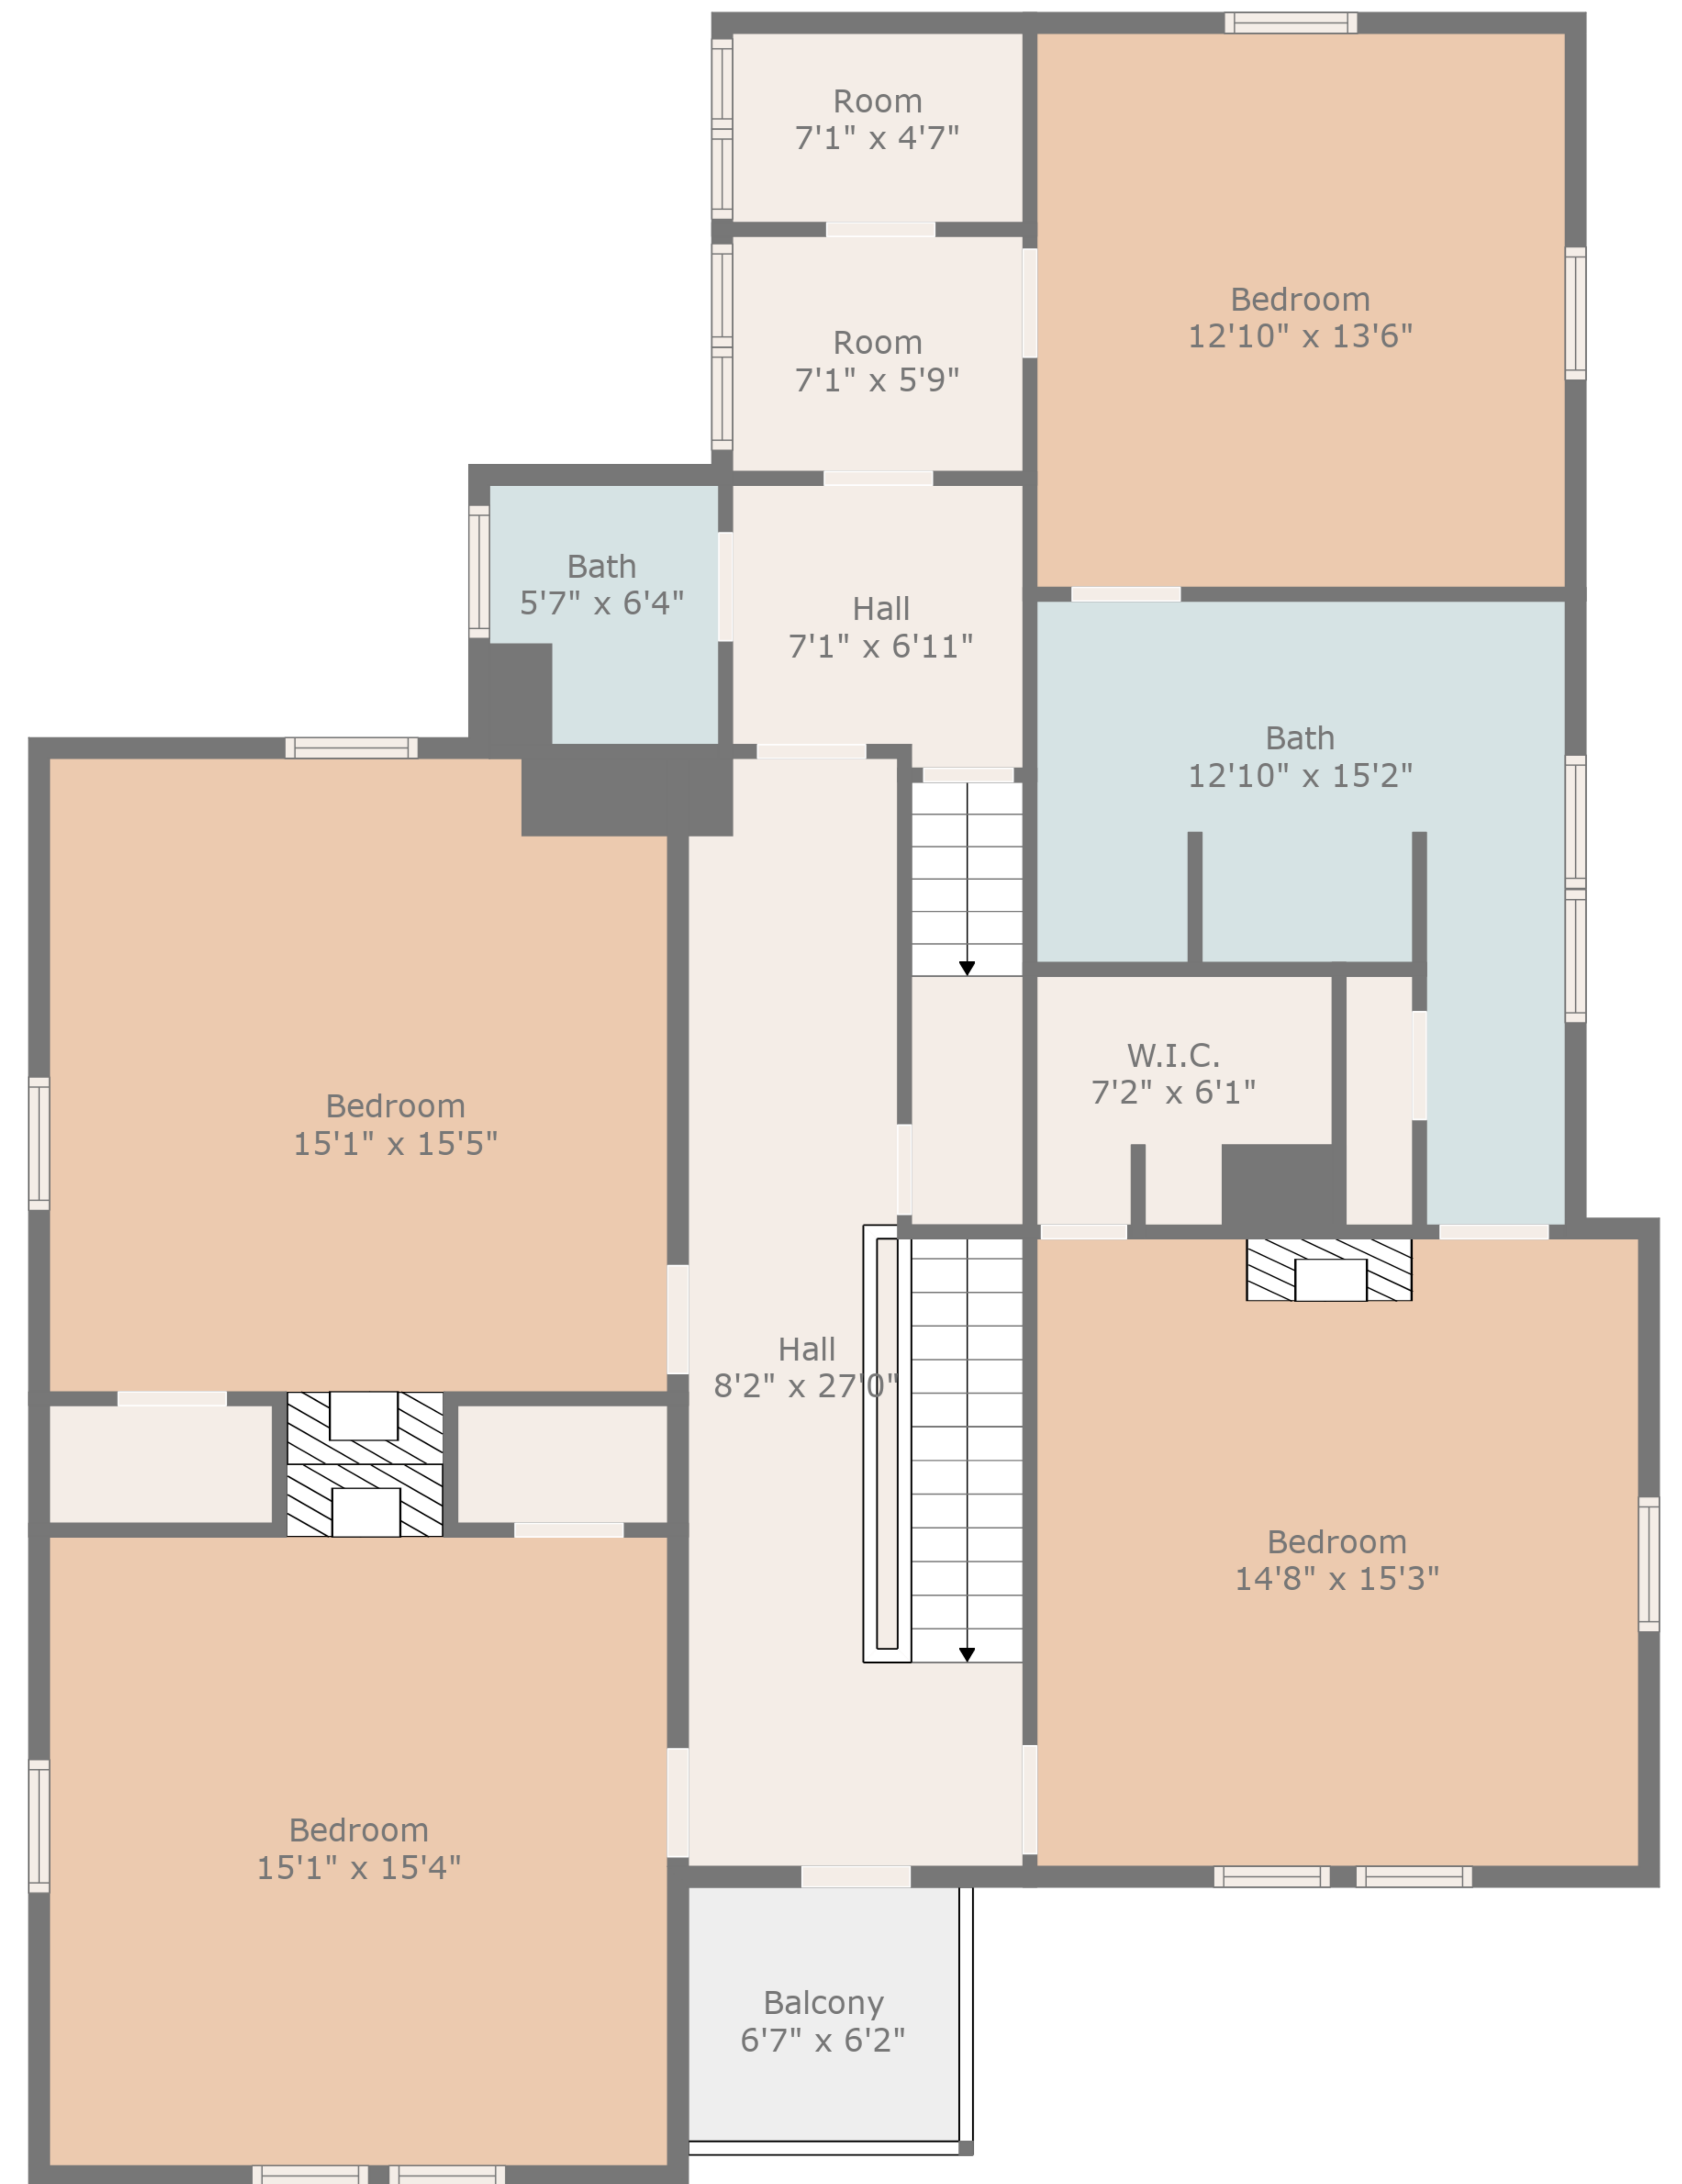 Room
7'1" x 4'7"
Bedroom
12'10" x 13'6"
Room
7'1" x 5'9"
Bath
5'7" x 6'4"
Hall
7'1" x 6'11"
Bath
12'10" x 15'2"
W.I.C.
7'2" x 6'1"
Bedroom
15'1" x 15'5"
Hall
8'2" x 27'0"
Bedroom
14'8" x 15'3"
Bedroom
15'1" x 15'4"
Balcony
6'7" x 6'2"